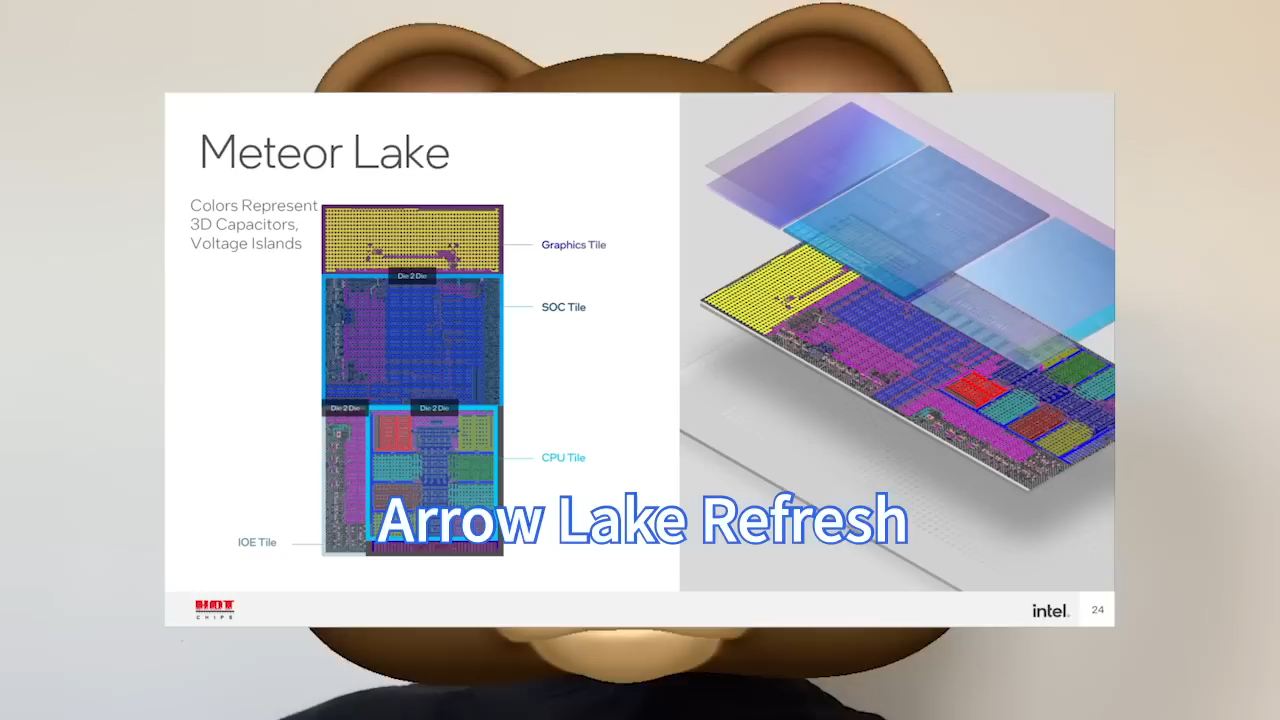 Meteor Lake
Colors Represent
3D Capacitors,
Voltage Islands
Graphics Tile
Die 2 Die
SOC Tile
Die 2 Die
Die 2 Die
CPU Tile
Arrow Lake Refresh
IOE Tile
HOT
CHIPS
intel.
24